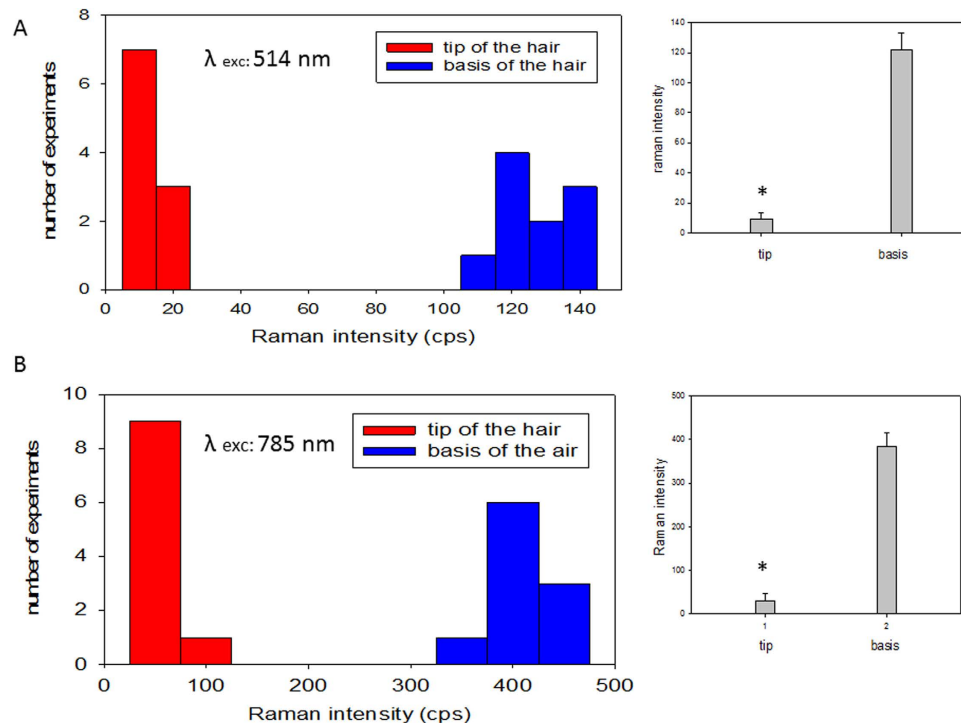 A
8
6
4
2
0
number of experiments
λ exc: 514 nm
tip of the hair
basis of the hair
0 20 40 60 80 100 120 140
Raman intensity (cps)
140
120
100
80
60
40
20
0
raman intensity
*
tip basis
B
10
8
6
4
2
0
number of experiments
λ exc: 785 nm
tip of the hair
basis of the air
0 100 200 300 400 500
Raman intensity (cps)
500
400
300
200
100
0
Raman intensity
*
1 2
tip basis